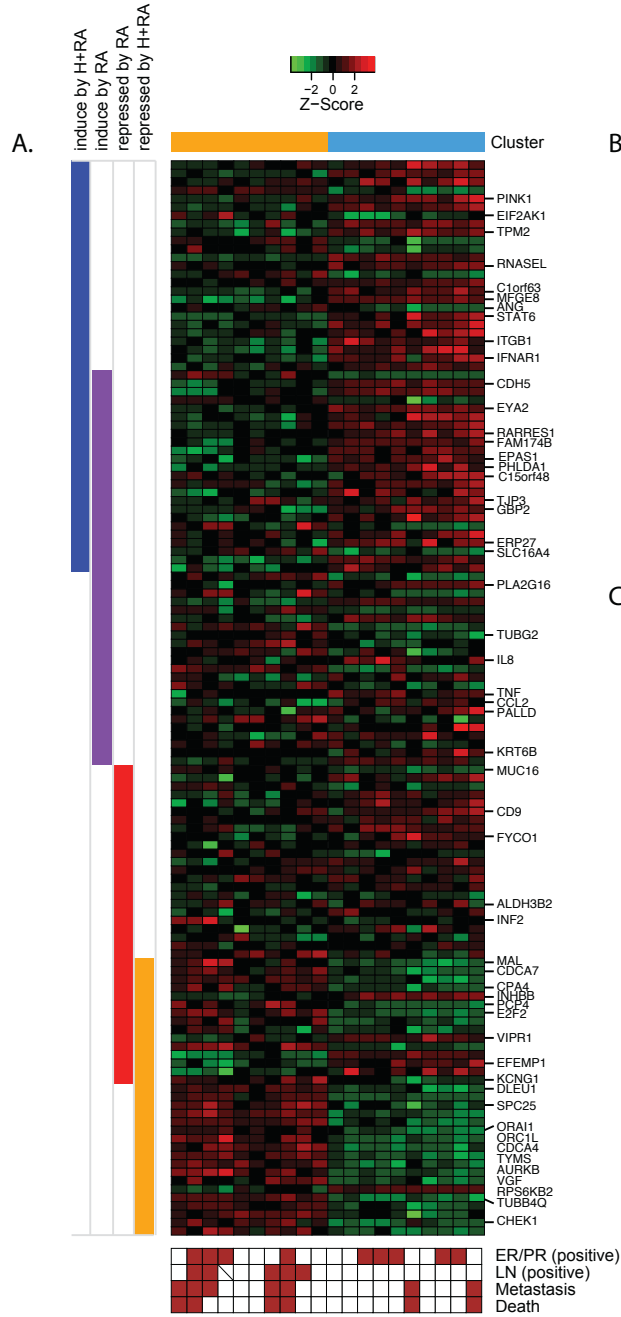 induce by H+RA
induce by RA
repressed by RA
repressed by H+RA
−2 0 2
Z−Score
A.
Cluster
B
PINK1
EIF2AK1
TPM2
RNASEL
C1orf63
MFGE8
ANG
STAT6
ITGB1
IFNAR1
CDH5
EYA2
RARRES1
FAM174B
EPAS1
PHLDA1
C15orf48
TJP3
GBP2
ERP27
SLC16A4
C
PLA2G16
TUBG2
IL8
TNF
CCL2
PALLD
KRT6B
MUC16
CD9
FYCO1
ALDH3B2
INF2
MAL
CDCA7
CPA4
INHBB
PCP4
E2F2
VIPR1
EFEMP1
KCNG1
DLEU1
SPC25
ORAI1
ORC1L
CDCA4
TYMS
AURKB
VGF
RPS6KB2
TUBB4Q
CHEK1
ER/PR (positive)
LN (positive)
Metastasis
Death